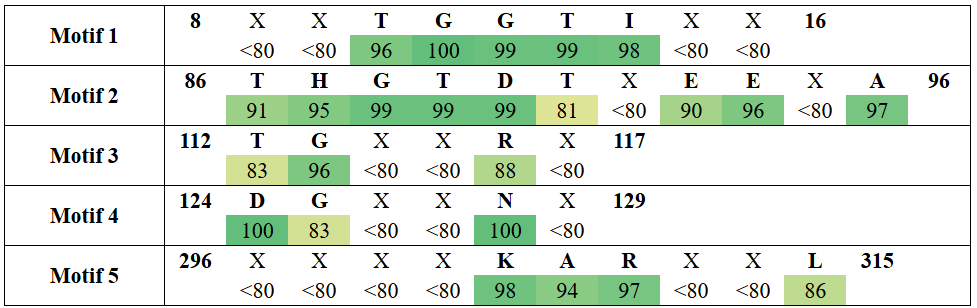 8 X X T G G T I X X 16
Motif 1
<80 <80 96 100 99 99 98 <80 <80
86 T H G T D T X E E X A 96
Motif 2
91 95 99 99 99 81 <80 90 96 <80 97
112 T G X X R X 117
Motif 3
83 96 <80 <80 88 <80
124 D G X X N X 129
Motif 4
100 83 <80 <80 100 <80
296 X X X X K A R X X L 315
Motif 5
<80 <80 <80 <80 98 94 97 <80 <80 86